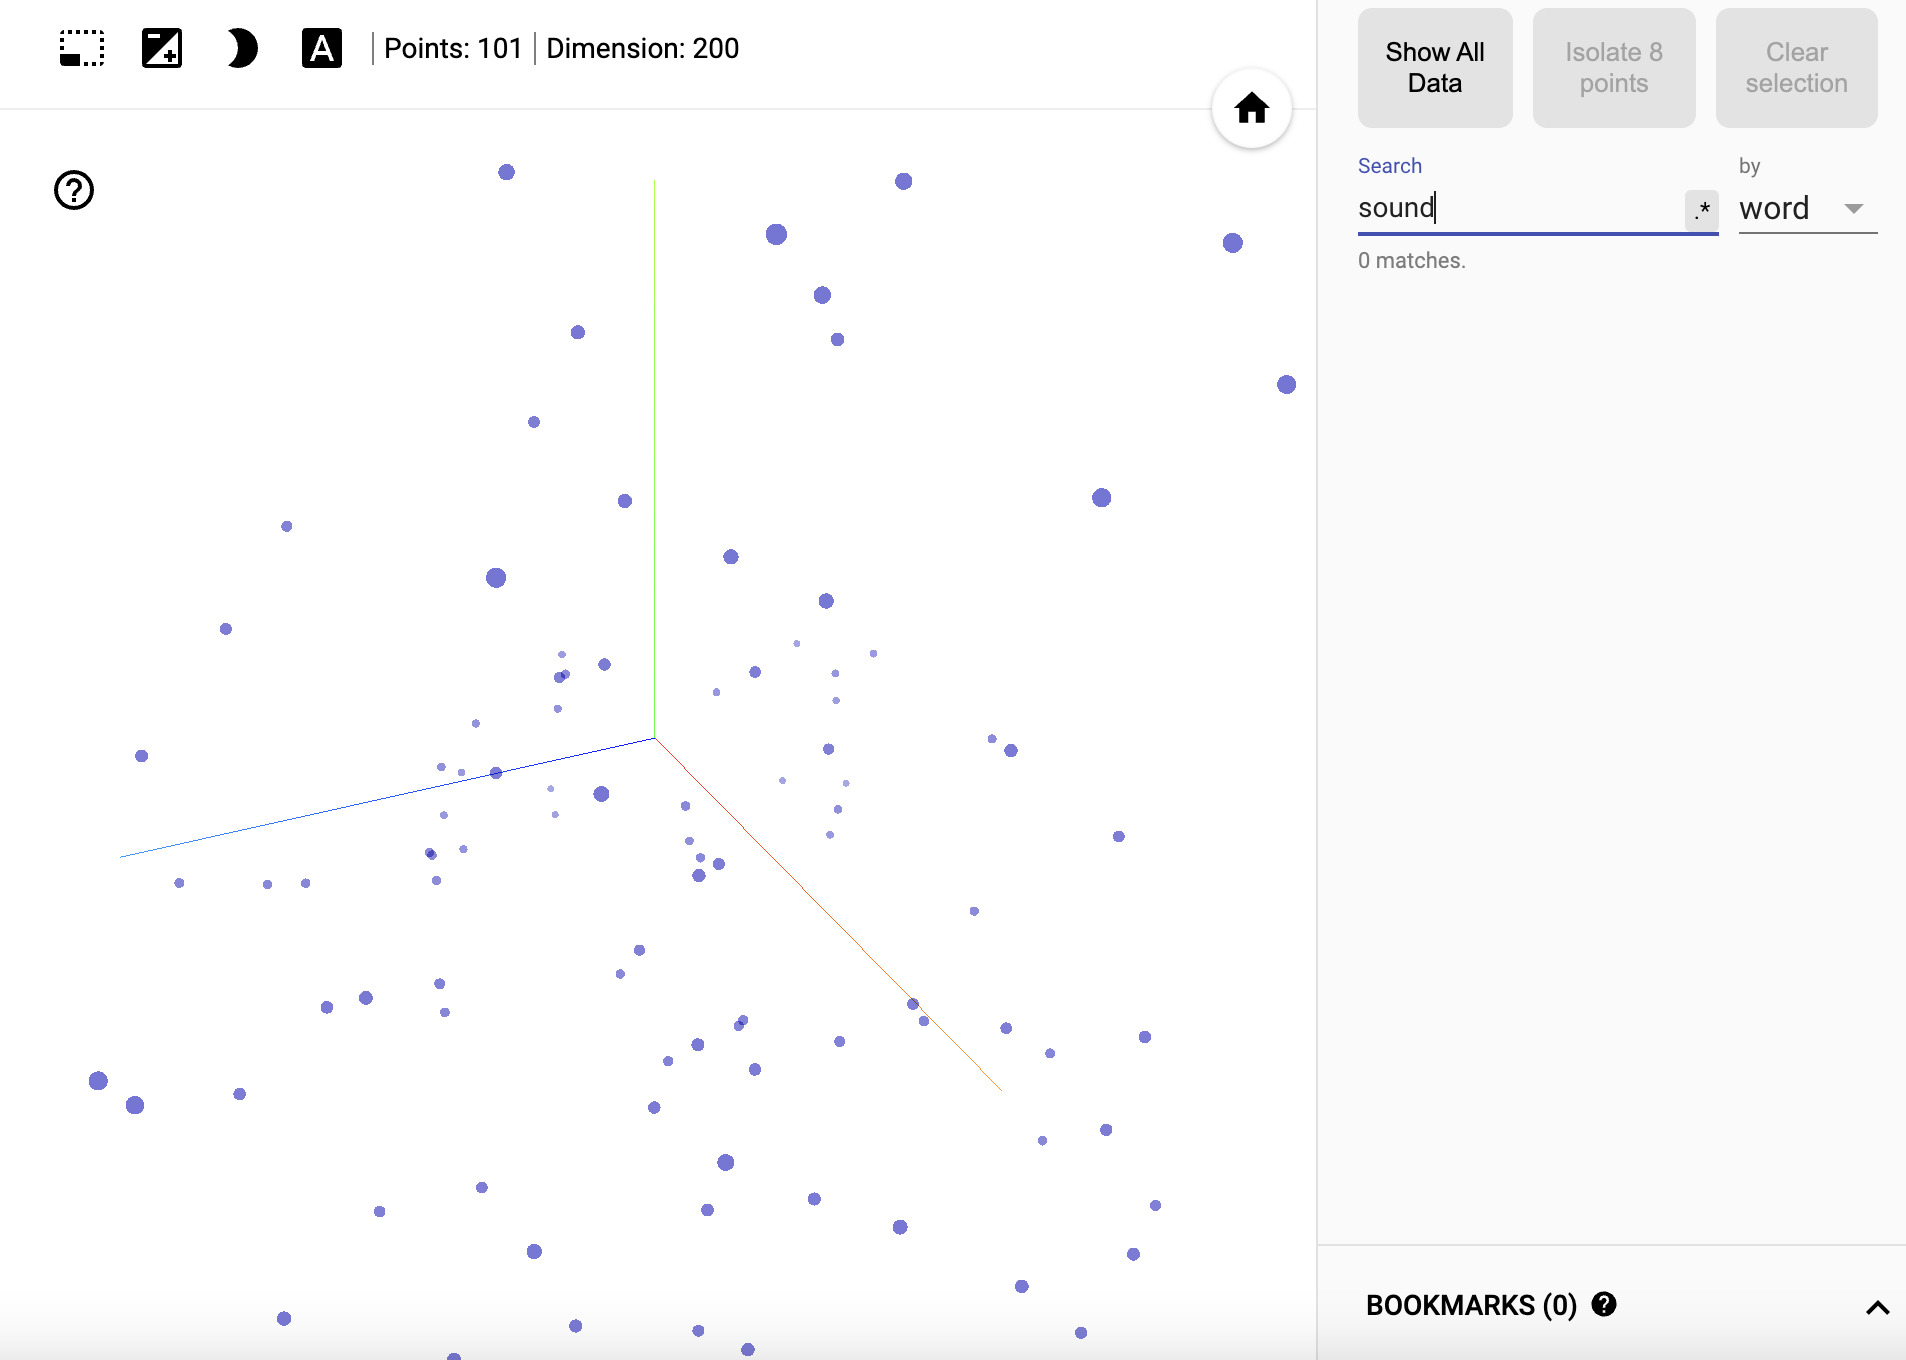 A
Points: 101
Dimension: 200
Show All
Data
Isolate 8
points
Clear
selection
Search
by
sound
.*
word
0 matches.
BOOKMARKS (0)